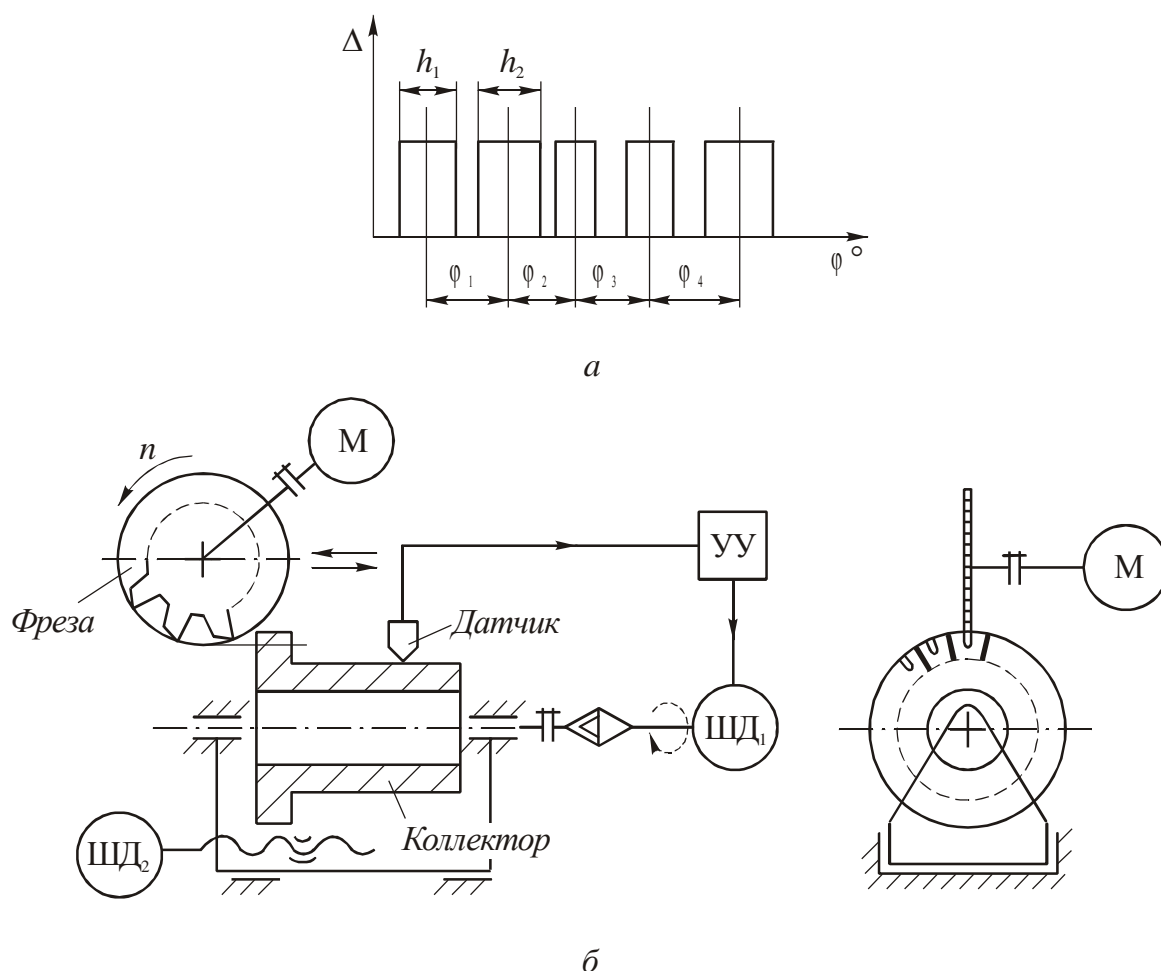 Δ
h₁ h₂
φ₁ φ₂ φ₃ φ₄ φ°
а
n М
УУ
М
Фреза
Датчик
ШД₁
Коллектор
ШД₂
б